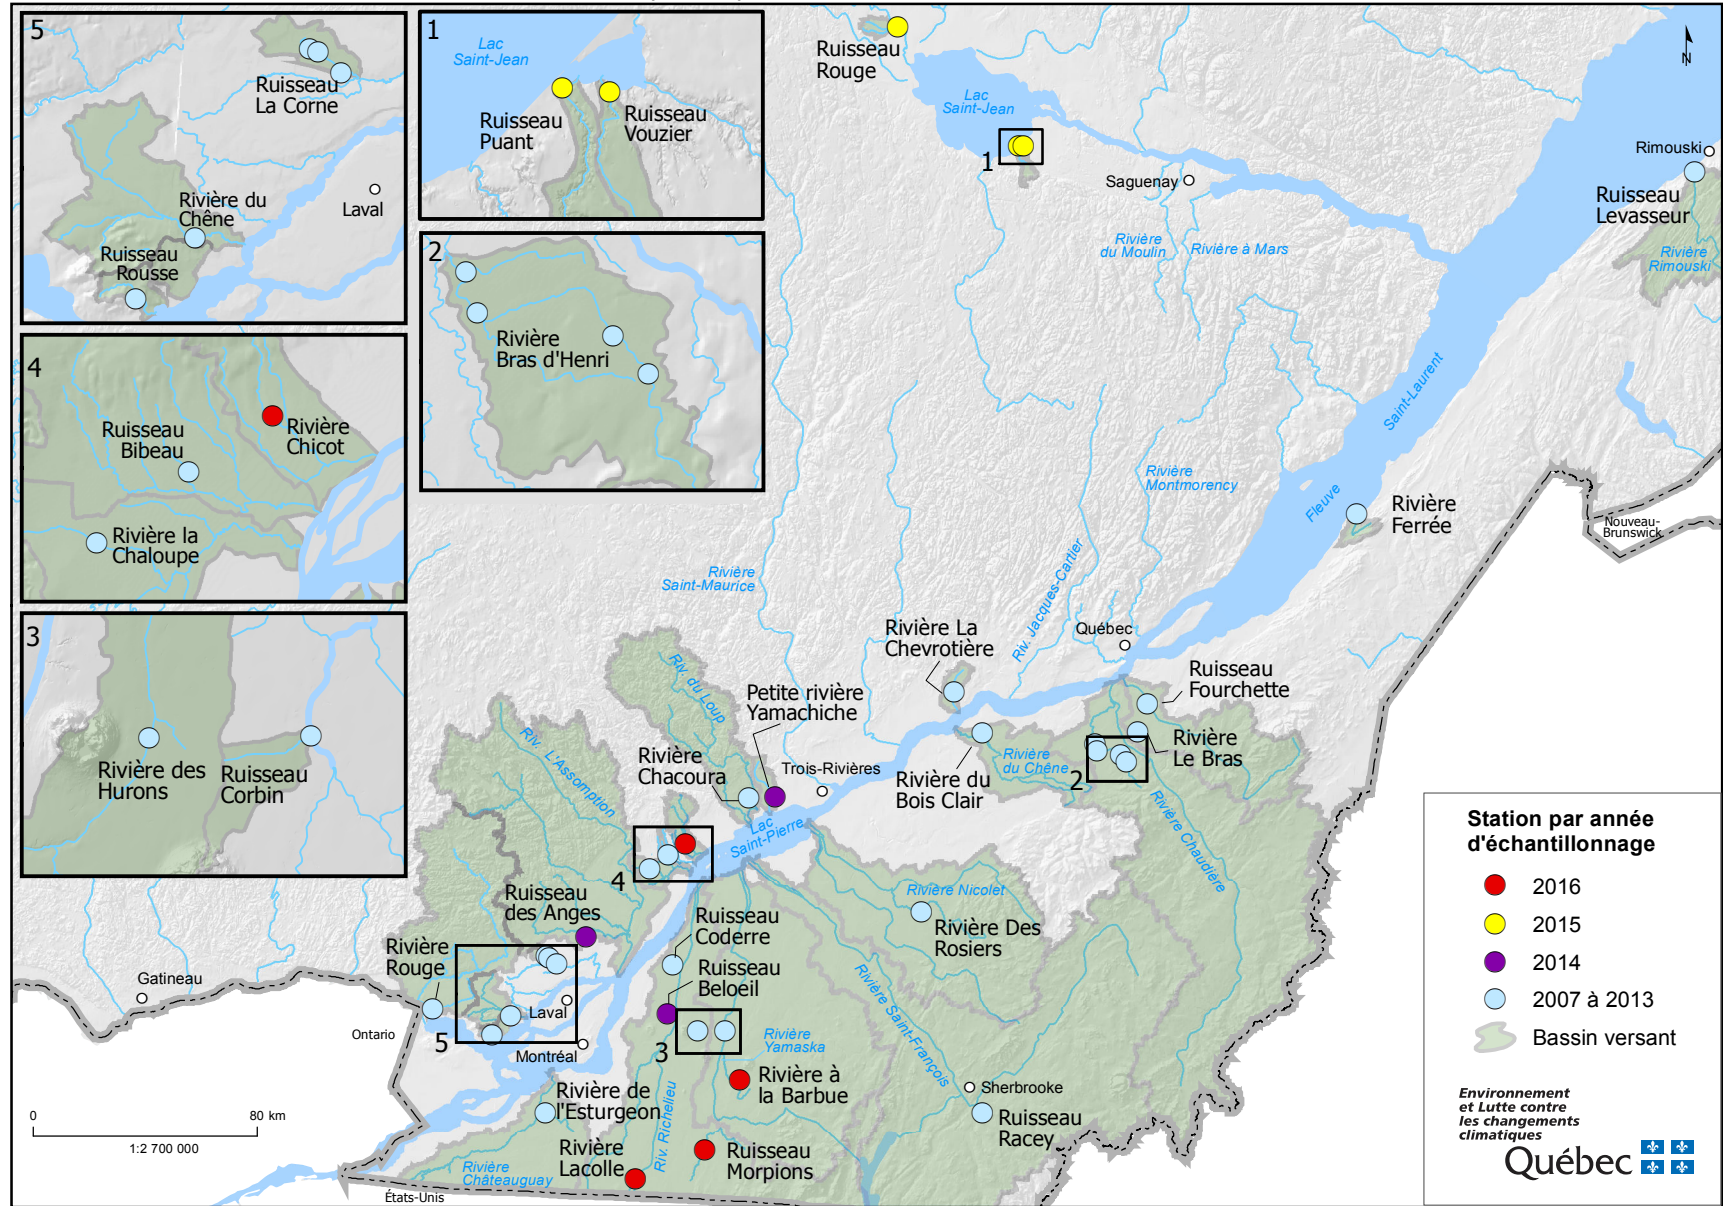 5
Ruisseau
La Corne
Rivière du
Chêne
Laval
Ruisseau
Rousse
1
Lac
Saint-Jean
Ruisseau
Puant
Ruisseau
Vouzier
2
Rivière
Bras d'Henri
4
Ruisseau
Bibeau
Rivière
Chicot
Rivière la
Chaloupe
3
Rivière des
Hurons
Ruisseau
Corbin
Ruisseau
Rouge
Lac
Saint-Jean
1
Saguenay
Rivière
du Moulin
Rivière à Mars
N
Rimouski
Ruisseau
Levasseur
Rivière
Rimouski
Saint-Laurent
Fleuve
Rivière
Montmorency
Rivière
Ferrée
Nouveau-
Brunswick
Rivière
Saint-Maurice
Riv. Jacques-Cartier
Rivière La
Chevrotière
Québec
Ruisseau
Fourchette
Riv. du Loup
Petite rivière
Yamachiche
Rivière
Chacoura
Trois-Rivières
Rivière du
Bois Clair
Rivière
du Chêne
Rivière
Le Bras
2
Rivière Chaudière
Riv. L'Assomption
Lac
Saint-Pierre
4
Ruisseau
des Anges
Rivière
Rouge
Ruisseau
Coderre
Ruisseau
Beloeil
Rivière Nicolet
Rivière Des
Rosiers
Gatineau
Ontario
Laval
5
Montréal
3
Rivière
Yamaska
Rivière Saint-François
Rivière à
la Barbue
Sherbrooke
Ruisseau
Racey
Rivière de
l'Esturgeon
Riv. Richelieu
Rivière
Lacolle
Ruisseau
Morpions
Rivière
Châteauguay
États-Unis
0 80 km
1:2 700 000
Station par année
d'échantillonnage
2016
2015
2014
2007 à 2013
Bassin versant
Environnement
et Lutte contre
les changements
climatiques
Québec